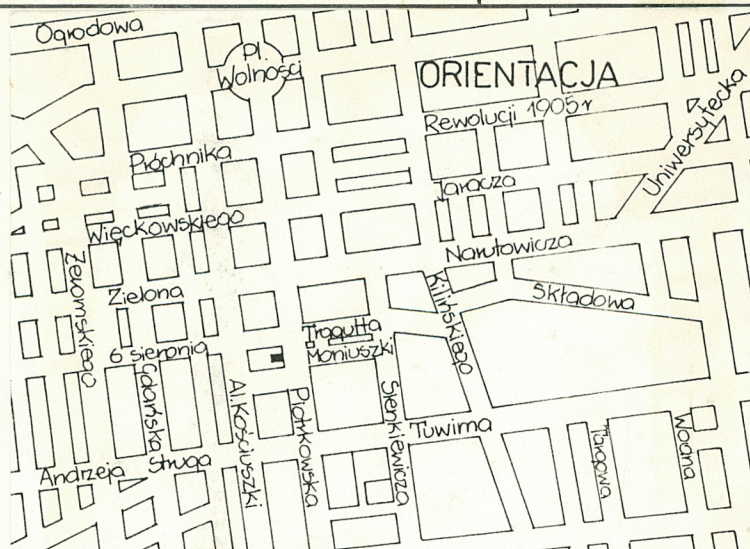 Ogrodowa
Pl.
Wolności
ORIENTACJA
Rewolucji 1905r
Uniwersytecka
Próchnika
Jaracza
Więckowskiego
Narutowicza
Żeromskiego
Zielona
Kilińskiego
Składowa
Traugutta
6 sierpnia
Moniuszki
Gdańska
Al. Kościuszki
Piotrkowska
Sienkiewicza
Tuwima
Targowa
Wodna
Andrzeja Struga